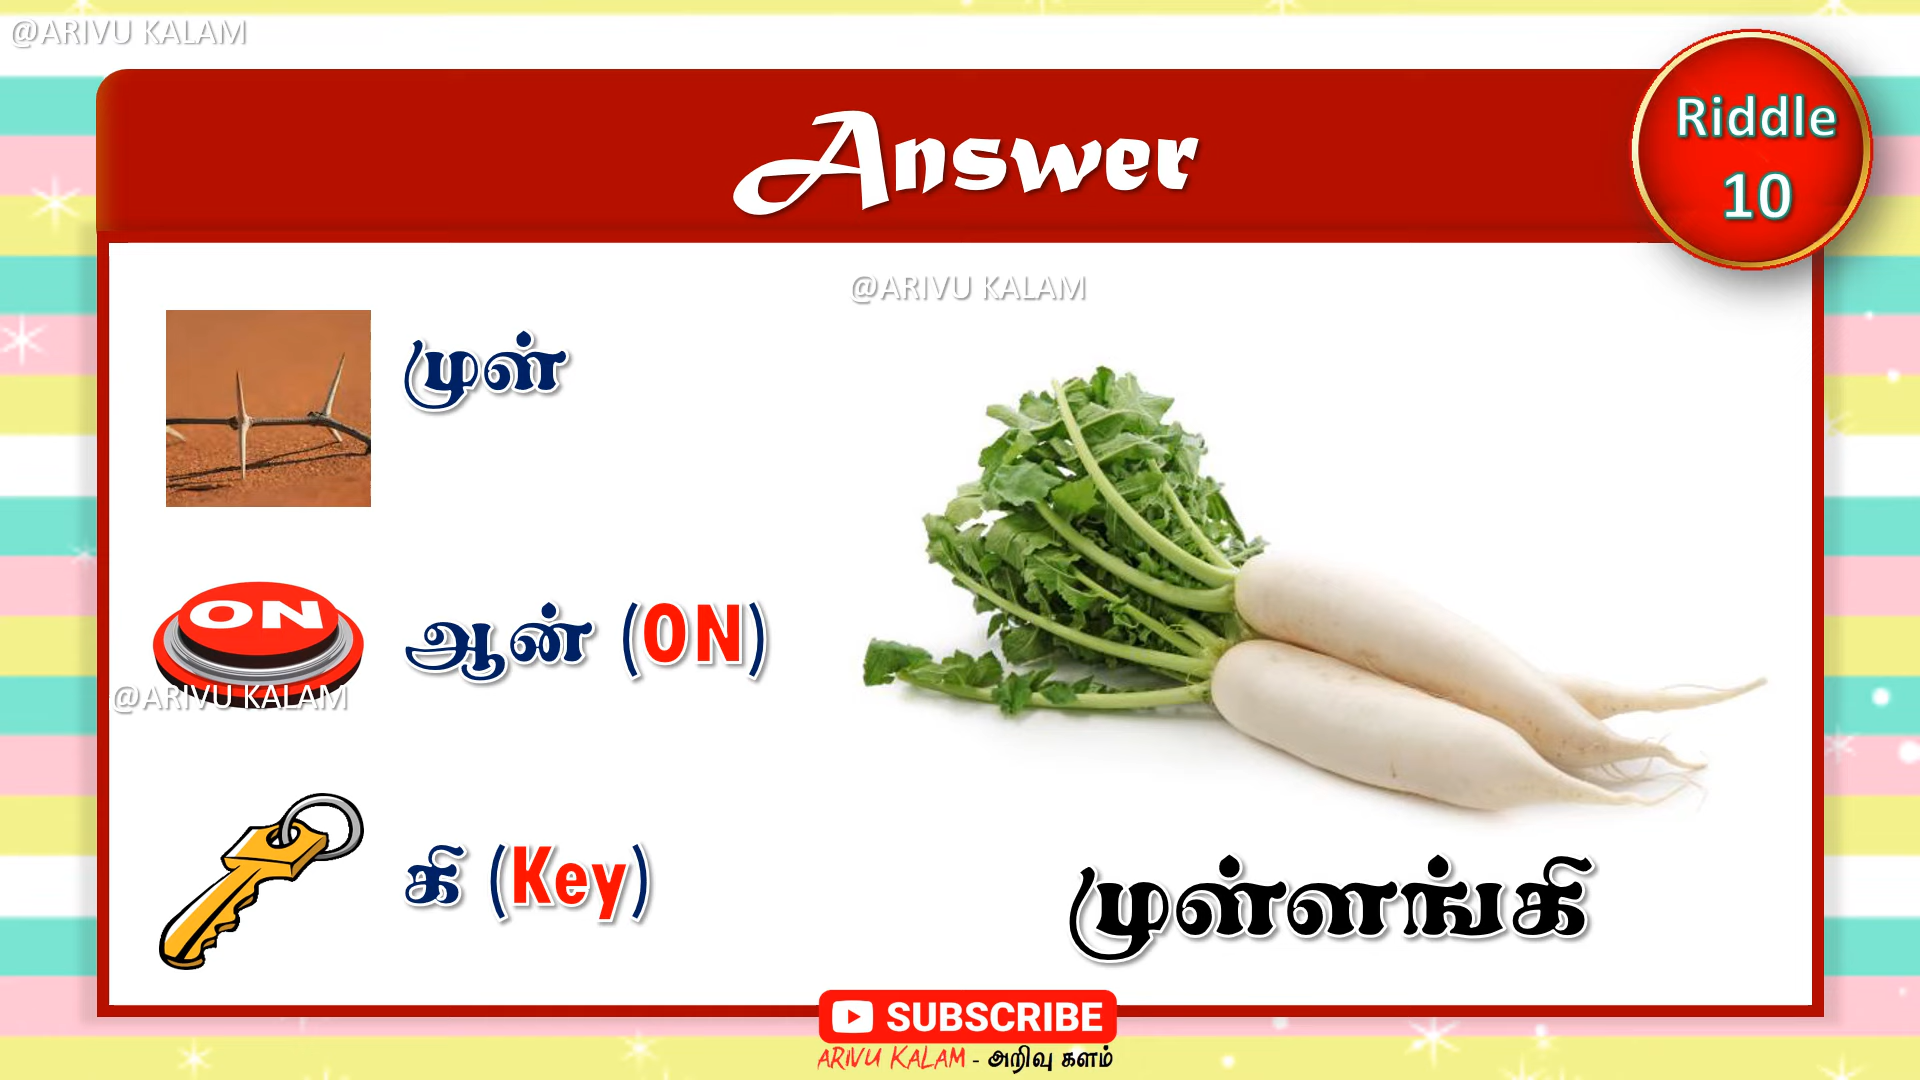 @ARIVU KALAM
Answer
Riddle
10
@ARIVU KALAM
முள்
ON
ஆன் (ON)
@ARIVU KALAM
கி (Key)
முள்ளங்கி
SUBSCRIBE
ARIVU KALAM - அறிவு களம்